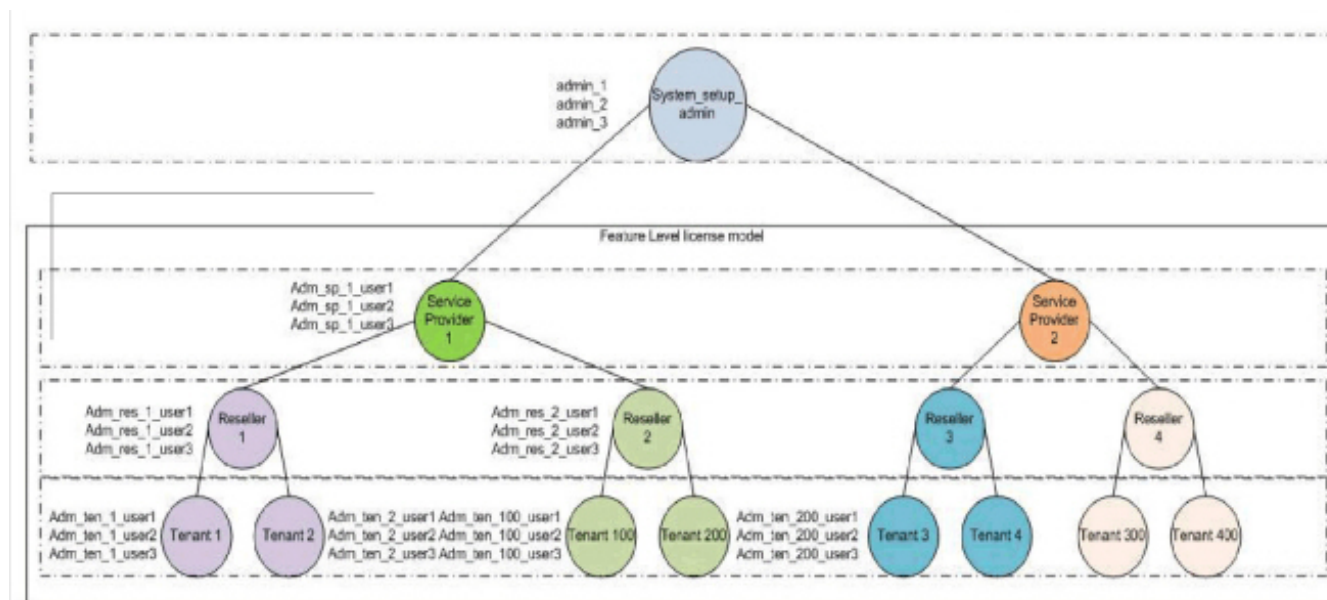 admin_1
admin_2
admin_3
System_setup_
admin
Feature Level license model
Adm_sp_1_user1
Adm_sp_1_user2
Adm_sp_1_user3
Service
Provider
1
Service
Provider
2
Adm_res_1_user1
Adm_res_1_user2
Adm_res_1_user3
Reseller
1
Adm_res_2_user1
Adm_res_2_user2
Adm_res_2_user3
Reseller
2
Reseller
3
Reseller
4
Adm_ten_1_user1
Adm_ten_1_user2
Adm_ten_1_user3
Tenant 1
Tenant 2
Adm_ten_2_user1
Adm_ten_2_user2
Adm_ten_2_user3
Adm_ten_100_user1
Adm_ten_100_user2
Adm_ten_100_user3
Tenant 100
Tenant 200
Adm_ten_200_user1
Adm_ten_200_user2
Adm_ten_200_user3
Tenant 3
Tenant 4
Tenant 300
Tenant 400